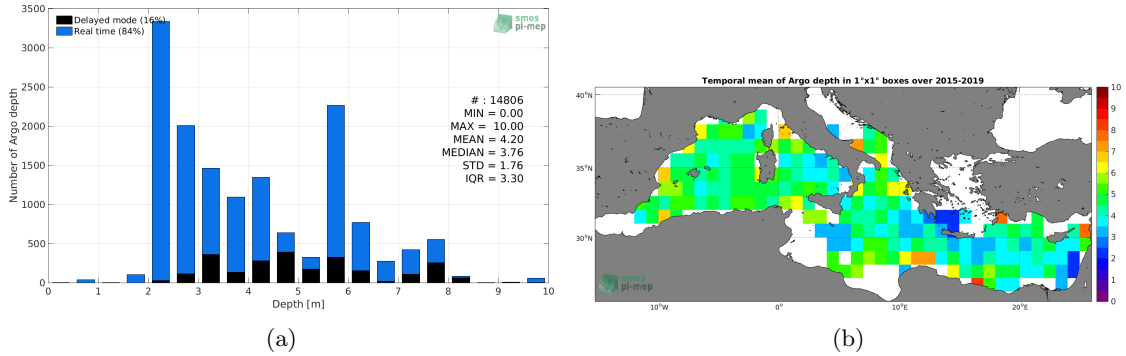 Delayed mode (16%)
Real time (84%)
smos
pi-mep
Number of Argo depth
3500
3000
2500
2000
1500
1000
500
0
# : 14806
MIN = 0.00
MAX = 10.00
MEAN = 4.20
MEDIAN = 3.76
STD = 1.76
IQR = 3.30
0 1 2 3 4 5 6 7 8 9 10
Depth [m]
(a)
Temporal mean of Argo depth in 1°x1° boxes over 2015-2019
40°N
35°N
30°N
40°N
35°N
30°N
smos
pi-mep
10°W 0° 10°E 20°E
10
9
8
7
6
5
4
3
2
1
0
(b)